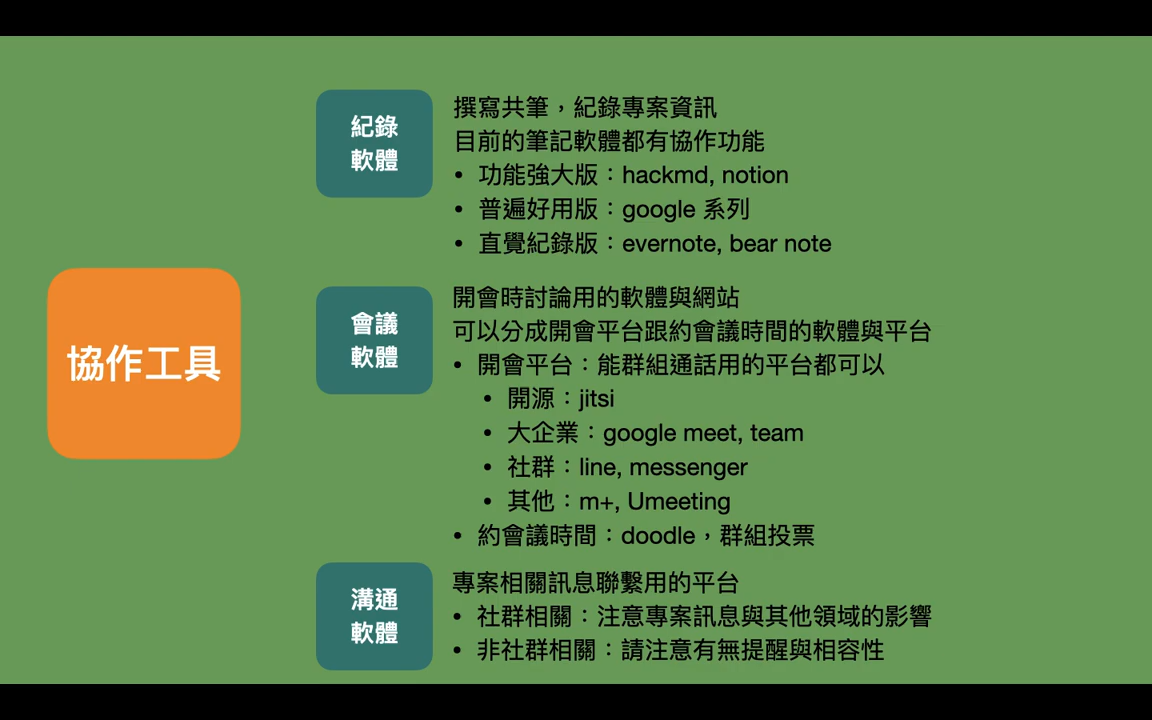 協作工具
紀錄
軟體
撰寫共筆，紀錄專案資訊
目前的筆記軟體都有協作功能
• 功能強大版：hackmd, notion
• 普遍好用版：google 系列
• 直覺紀錄版：evernote, bear note
會議
軟體
開會時討論用的軟體與網站
可以分成開會平台跟約會議時間的軟體與平台
• 開會平台：能群組通話用的平台都可以
• 開源：jitsi
• 大企業：google meet, team
• 社群：line, messenger
• 其他：m+, Umeeting
• 約會議時間：doodle，群組投票
溝通
軟體
專案相關訊息聯繫用的平台
• 社群相關：注意專案訊息與其他領域的影響
• 非社群相關：請注意有無提醒與相容性